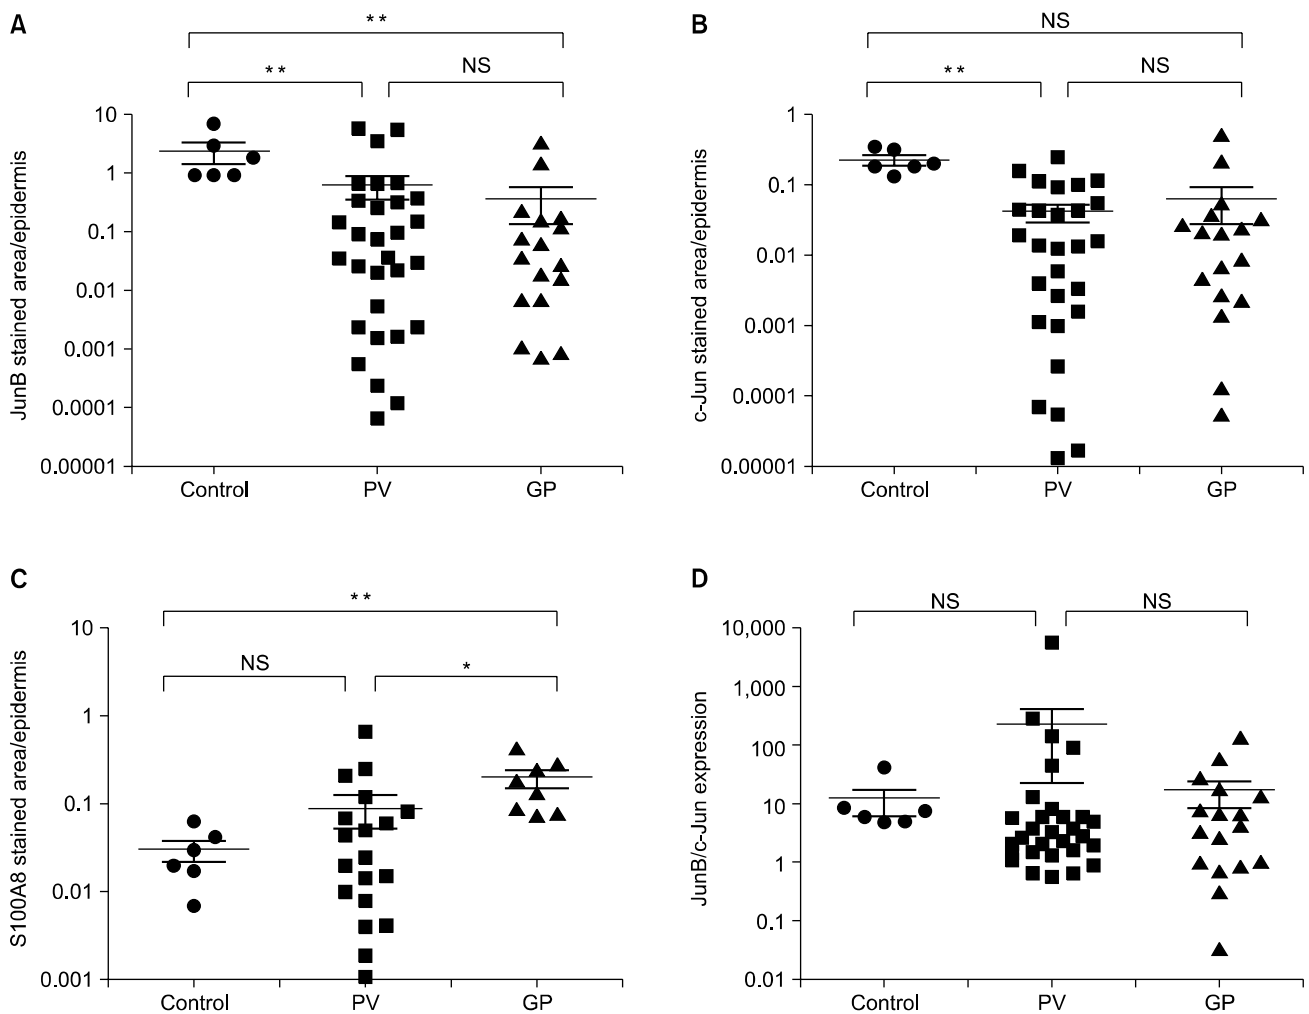 A
**
**
NS
JunB stained area/epidermis
10
1
0.1
0.01
0.001
0.0001
0.00001
Control
PV
GP
B
NS
**
NS
c-Jun stained area/epidermis
1
0.1
0.01
0.001
0.0001
0.00001
Control
PV
GP
C
**
NS
*
S100A8 stained area/epidermis
10
1
0.1
0.01
0.001
Control
PV
GP
D
NS
NS
JunB/c-Jun expression
10,000
1,000
100
10
1
0.1
0.01
Control
PV
GP